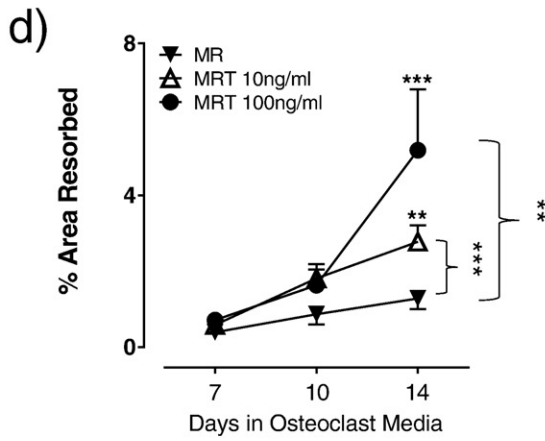 d)
8
MR
MRT 10ng/ml
MRT 100ng/ml
***
% Area Resorbed
4
**
***
**
0
7 10 14
Days in Osteoclast Media